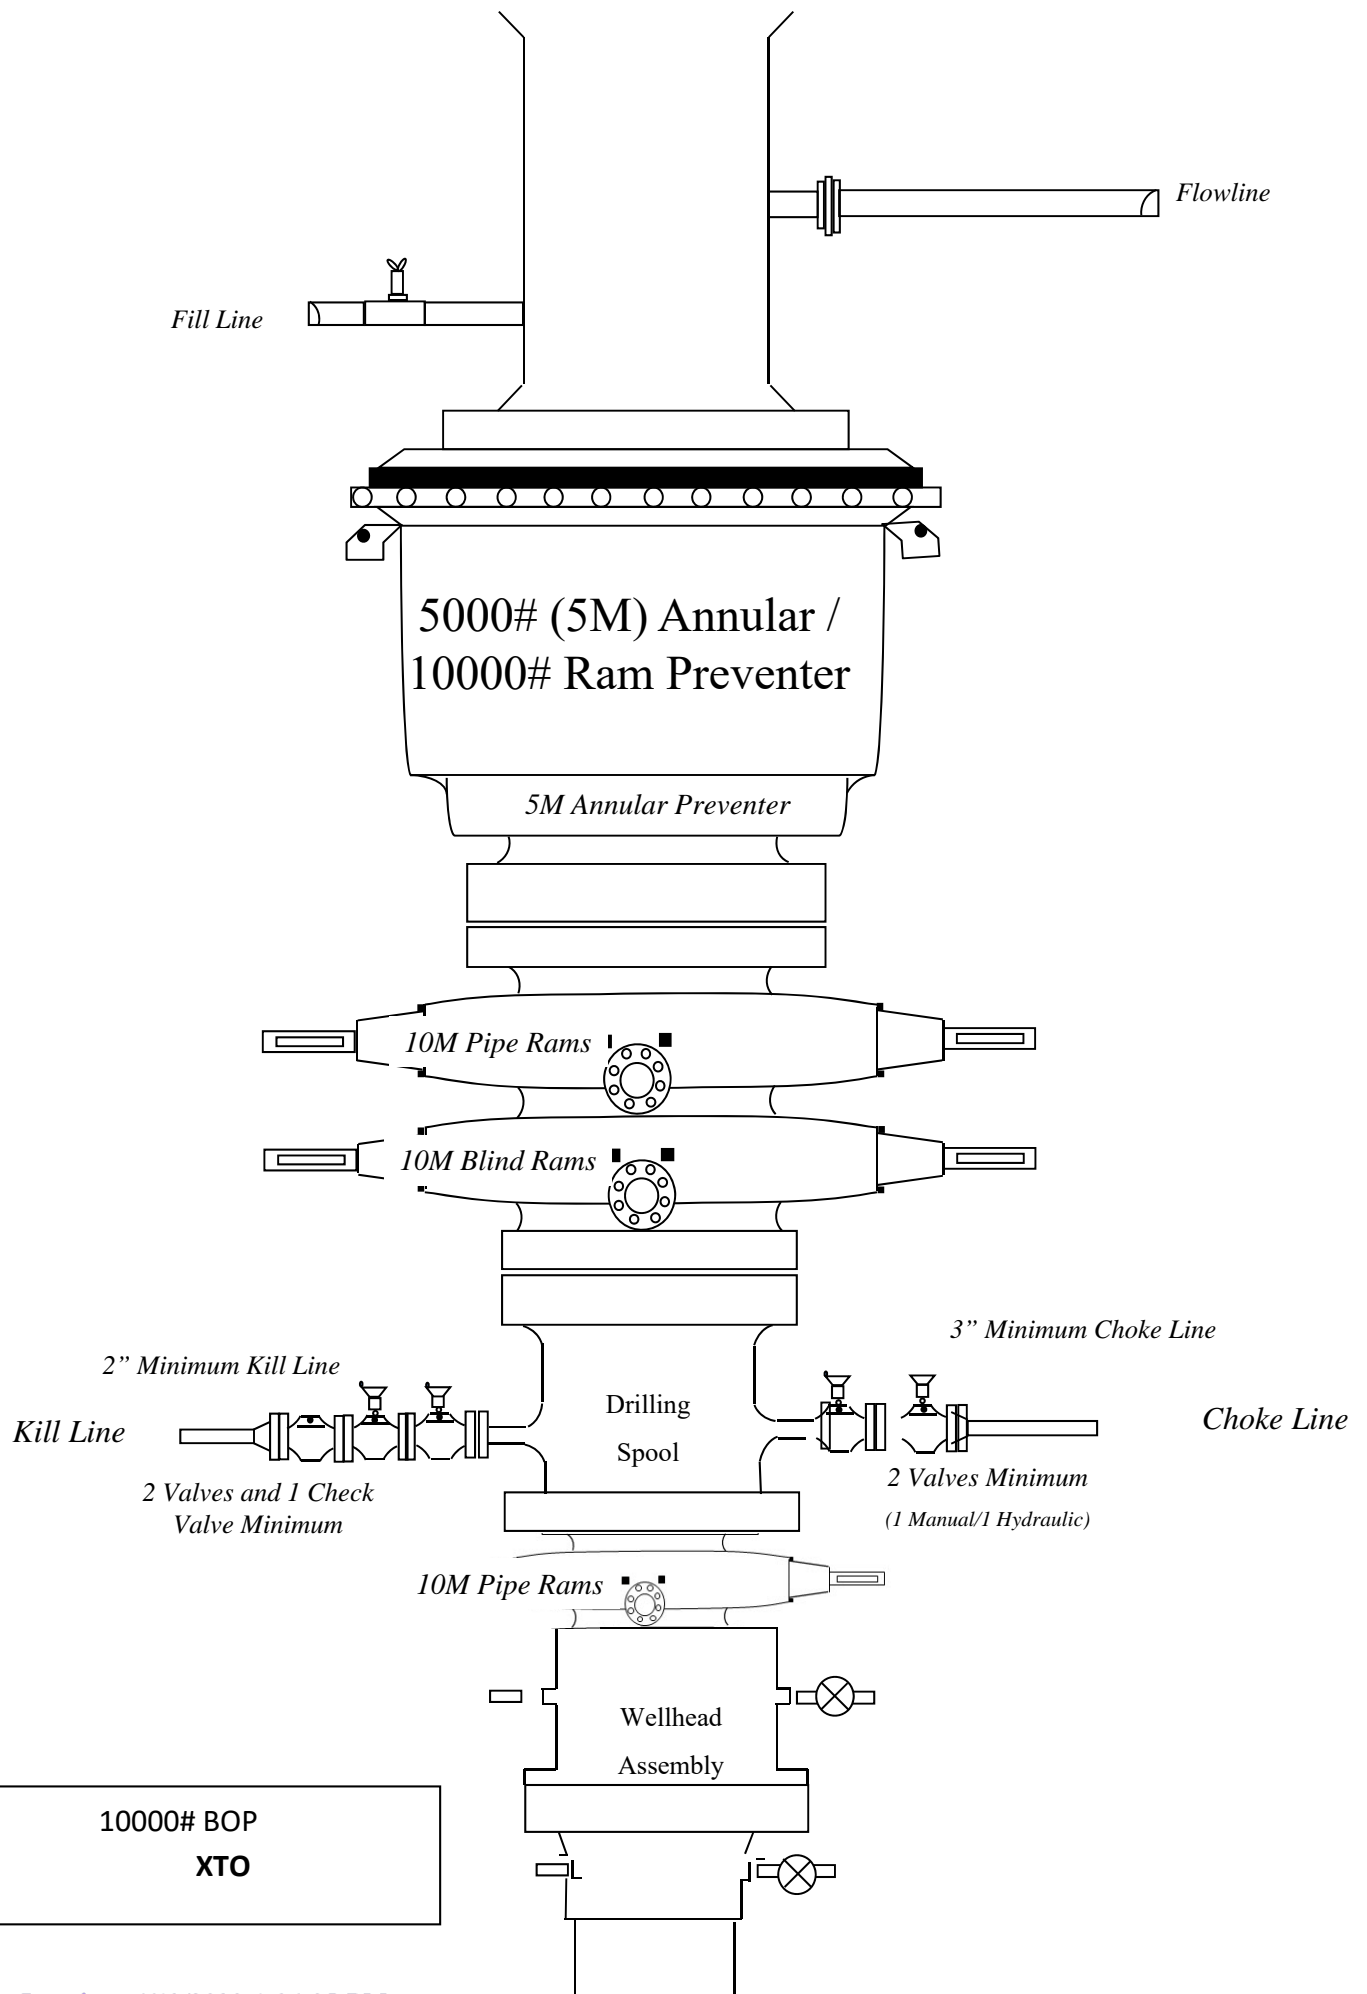 Flowline
Fill Line
5000# (5M) Annular /
10000# Ram Preventer
5M Annular Preventer
10M Pipe Rams
10M Blind Rams
3” Minimum Choke Line
2” Minimum Kill Line
Drilling
Spool
Kill Line
Choke Line
2 Valves and 1 Check
Valve Minimum
2 Valves Minimum
(1 Manual/1 Hydraulic)
10M Pipe Rams
Wellhead
Assembly
10000# BOP
XTO